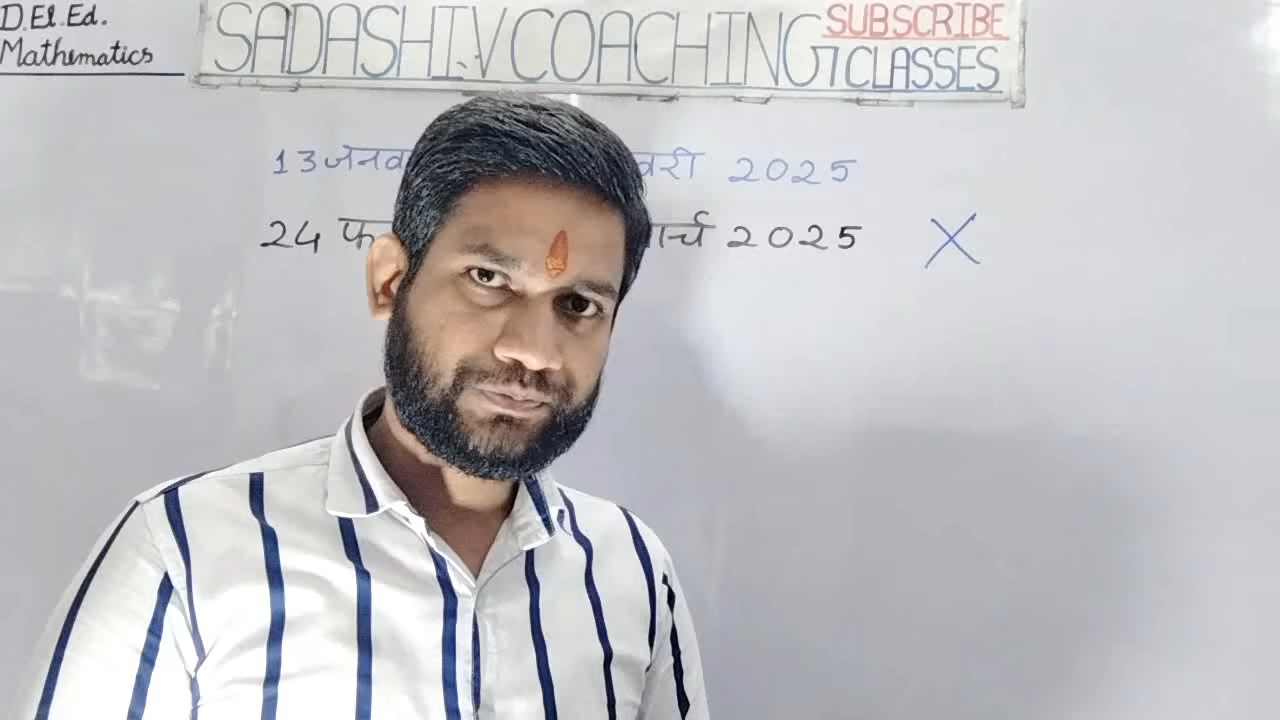 D.El.Ed.
Mathematics
SADASHIV COACHING CLASSES
SUBSCRIBE
13 2025
24 2025 X